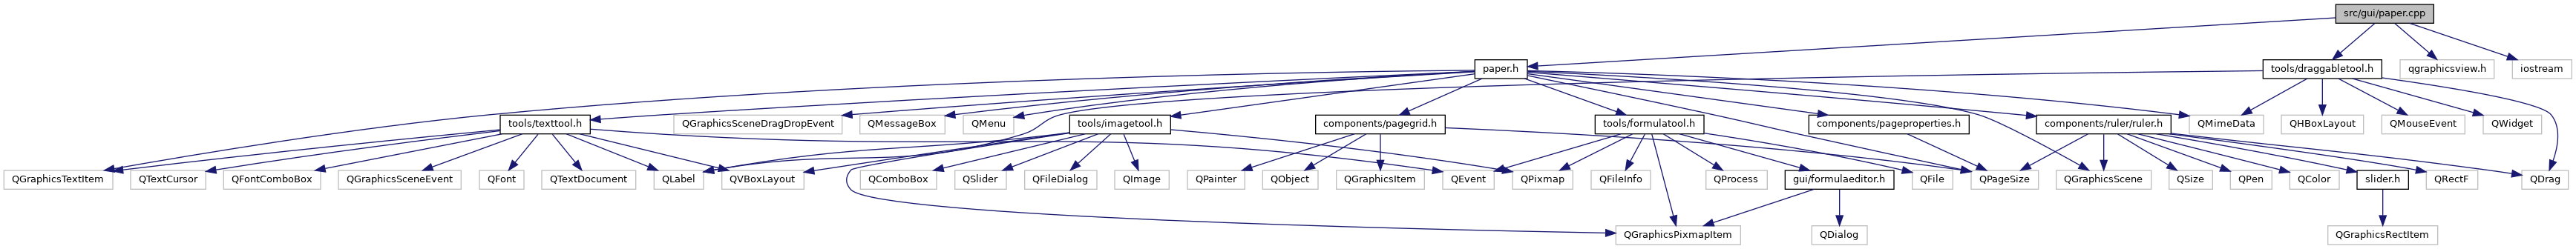 src/gui/paper.cpp
paper.h
tools/draggabletool.h
qgraphicsview.h
iostream
tools/texttool.h
QGraphicsSceneDragDropEvent
QMessageBox
QMenu
tools/imagetool.h
components/pagegrid.h
tools/formulatool.h
components/pageproperties.h
components/ruler/ruler.h
QMimeData
QHBoxLayout
QMouseEvent
QWidget
QGraphicsTextItem
QTextCursor
QFontComboBox
QGraphicsSceneEvent
QFont
QTextDocument
QLabel
QVBoxLayout
QComboBox
QSlider
QFileDialog
QImage
QPainter
QObject
QGraphicsItem
QEvent
QPixmap
QFileInfo
QProcess
gui/formulaeditor.h
QFile
QPageSize
QGraphicsScene
QSize
QPen
QColor
slider.h
QRectF
QDrag
QGraphicsPixmapItem
QDialog
QGraphicsRectItem